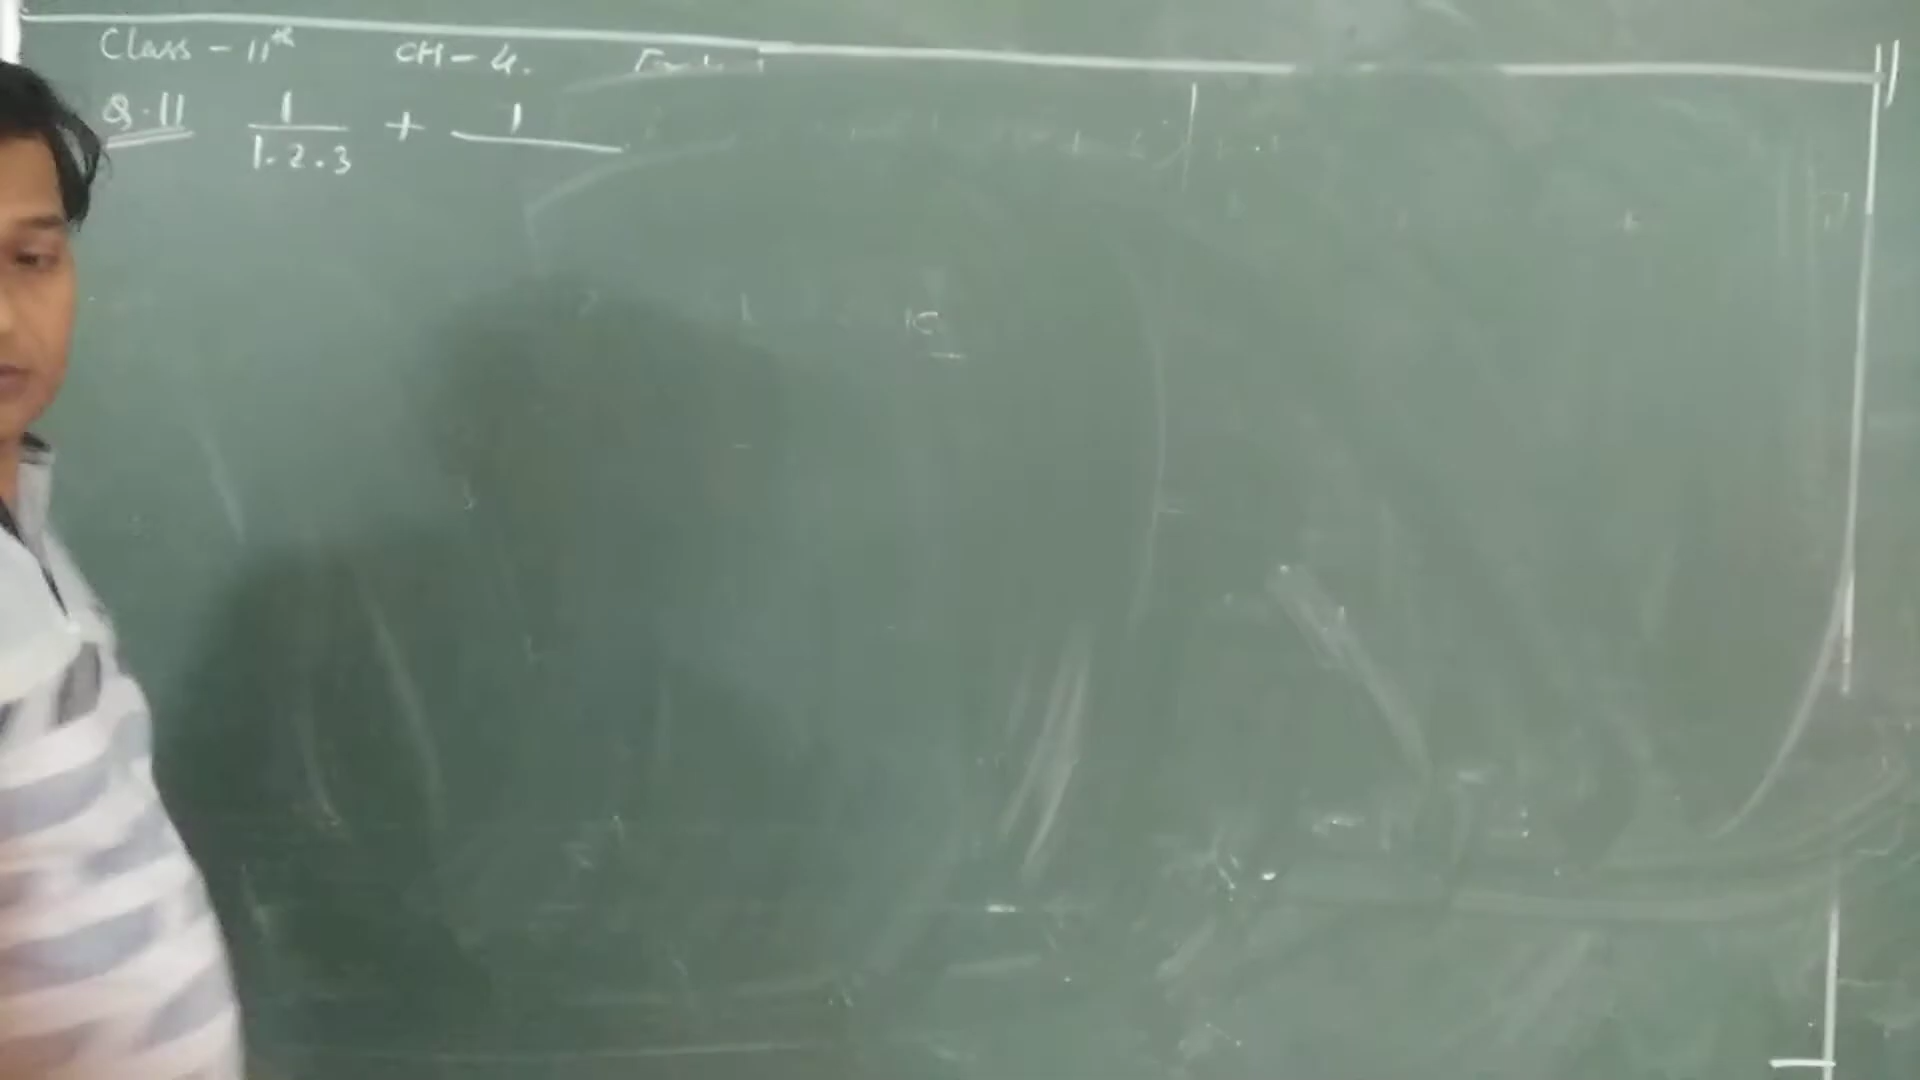 Class - 11th CH - 4.
Q.11 1/1.2.3 + 1/